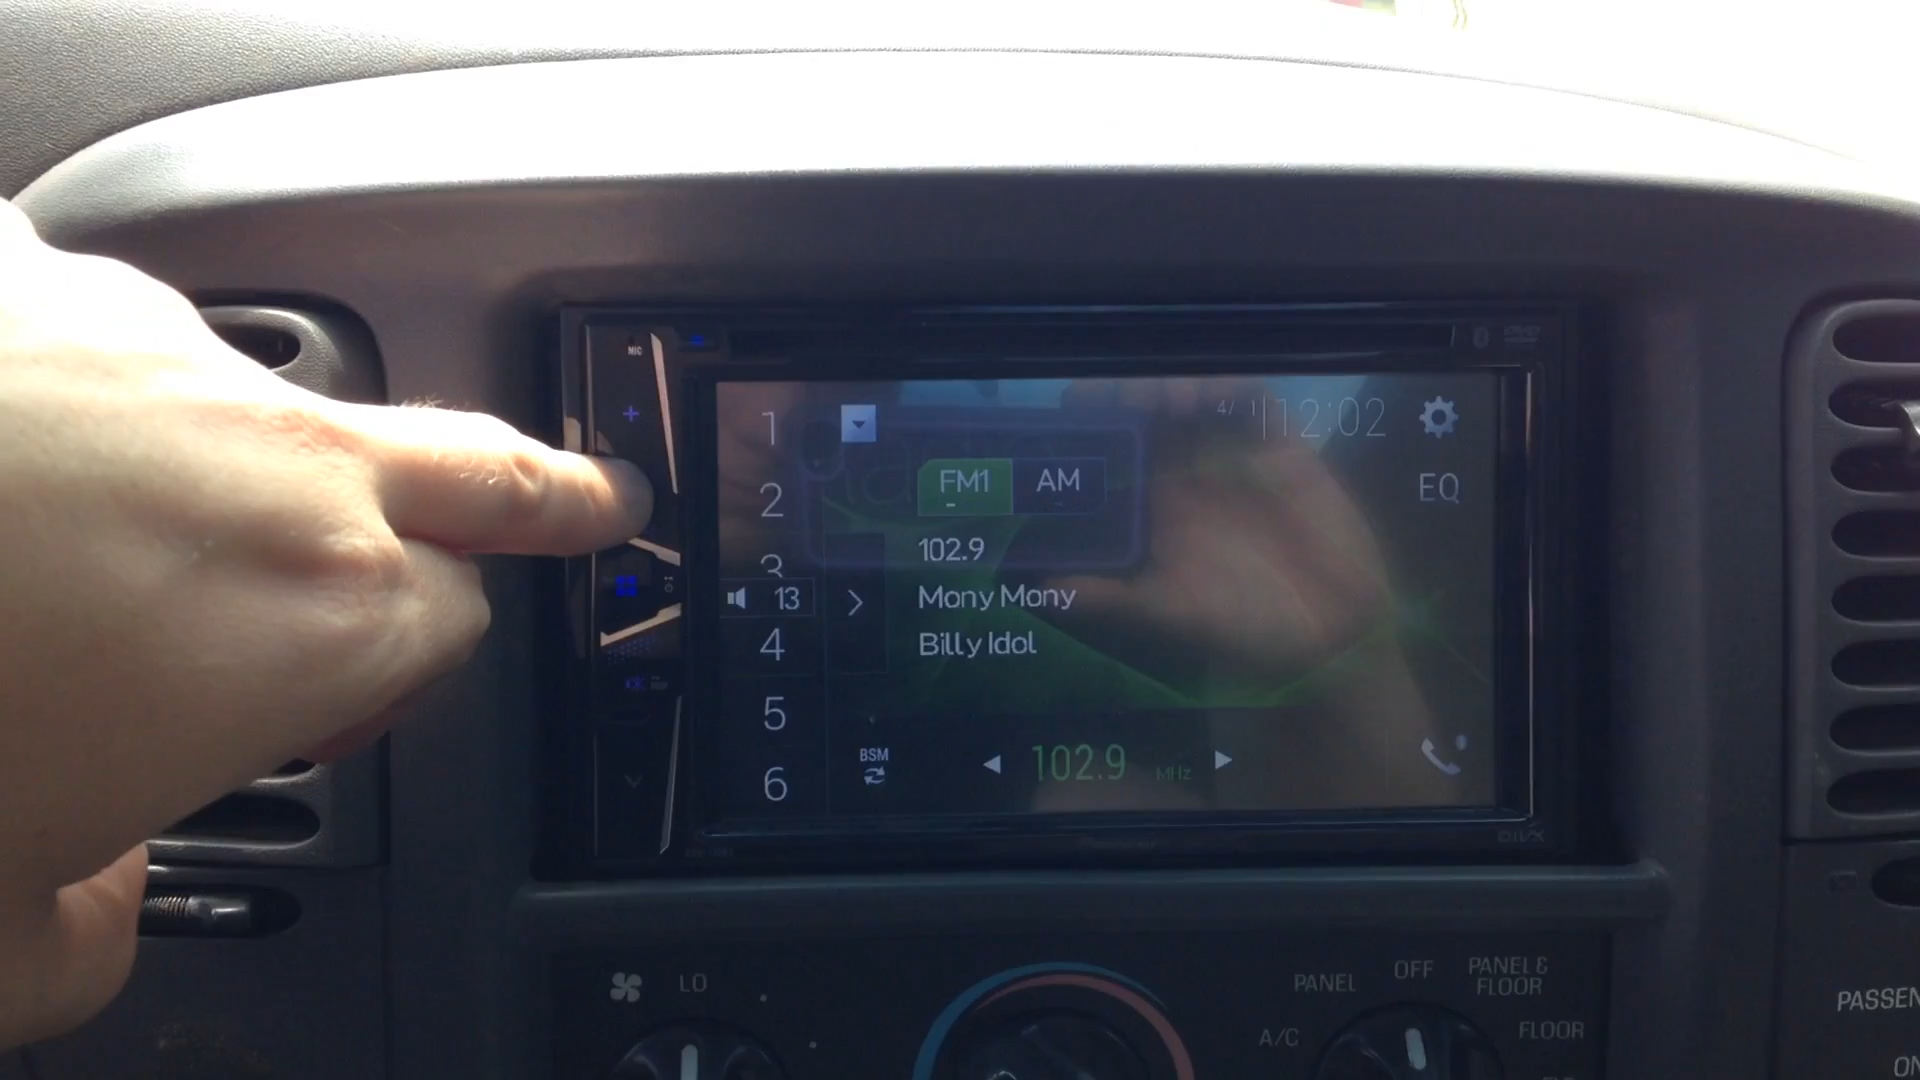 MIC
1
2
3
13
4
5
6
FM1
AM
12:02
EQ
102.9
Mony Mony
Billy Idol
BSM
102.9 MHz
LO
PANEL
OFF
PANEL &
FLOOR
A/C
FLOOR
PASSEN
ON